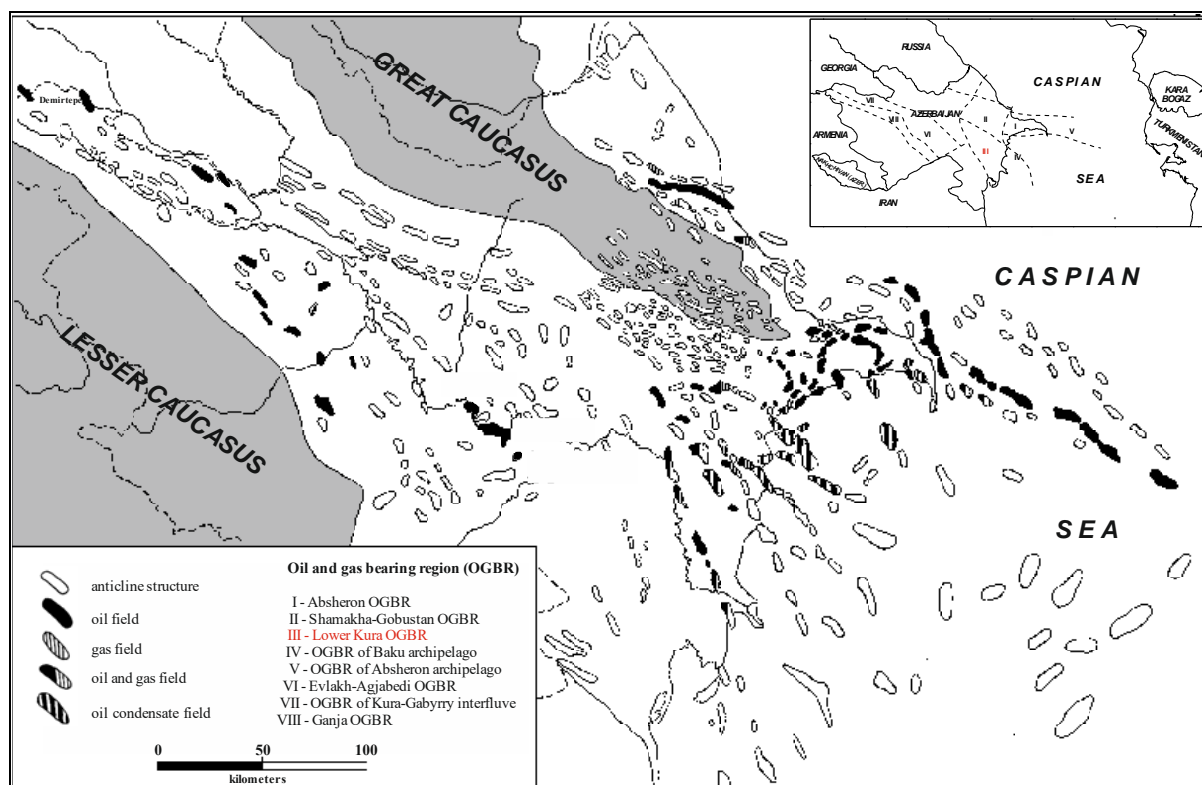 Demirtepe
GREAT CAUCASUS
LESSER CAUCASUS
CASPIAN
SEA
RUSSIA
GEORGIA
CASPIAN
KARA
BOGAZ
AZERBAIJAN
ARMENIA
TURKMENISTAN
IRAN
SEA
VII
VIII
VI
II
I
V
III
IV
anticline structure
oil field
gas field
oil and gas field
oil condensate field
Oil and gas bearing region (OGBR)
I - Absheron OGBR
II - Shamakha-Gobustan OGBR
III - Lower Kura OGBR
IV - OGBR of Baku archipelago
V - OGBR of Absheron archipelago
VI - Evlakh-Agjabedi OGBR
VII - OGBR of Kura-Gabyrry interfluve
VIII - Ganja OGBR
0 50 100
kilometers